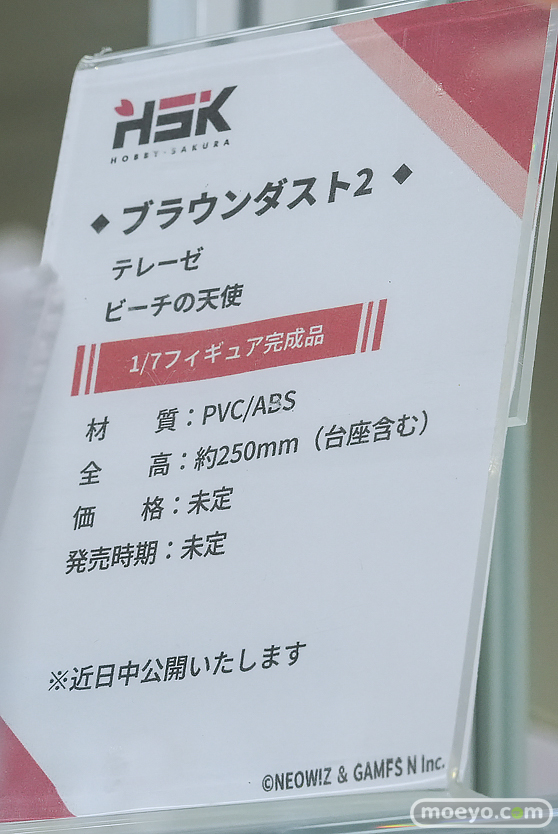 HSK
HOBBY-SAKURA
◆ ブラウンダスト2 ◆
テレーゼ
ビーチの天使
1/7フィギュア完成品
材 質：PVC/ABS
全 高：約250mm（台座含む）
価 格：未定
発売時期：未定
※近日中公開いたします
©NEOWIZ & GAMFS N Inc.
moeyo.com